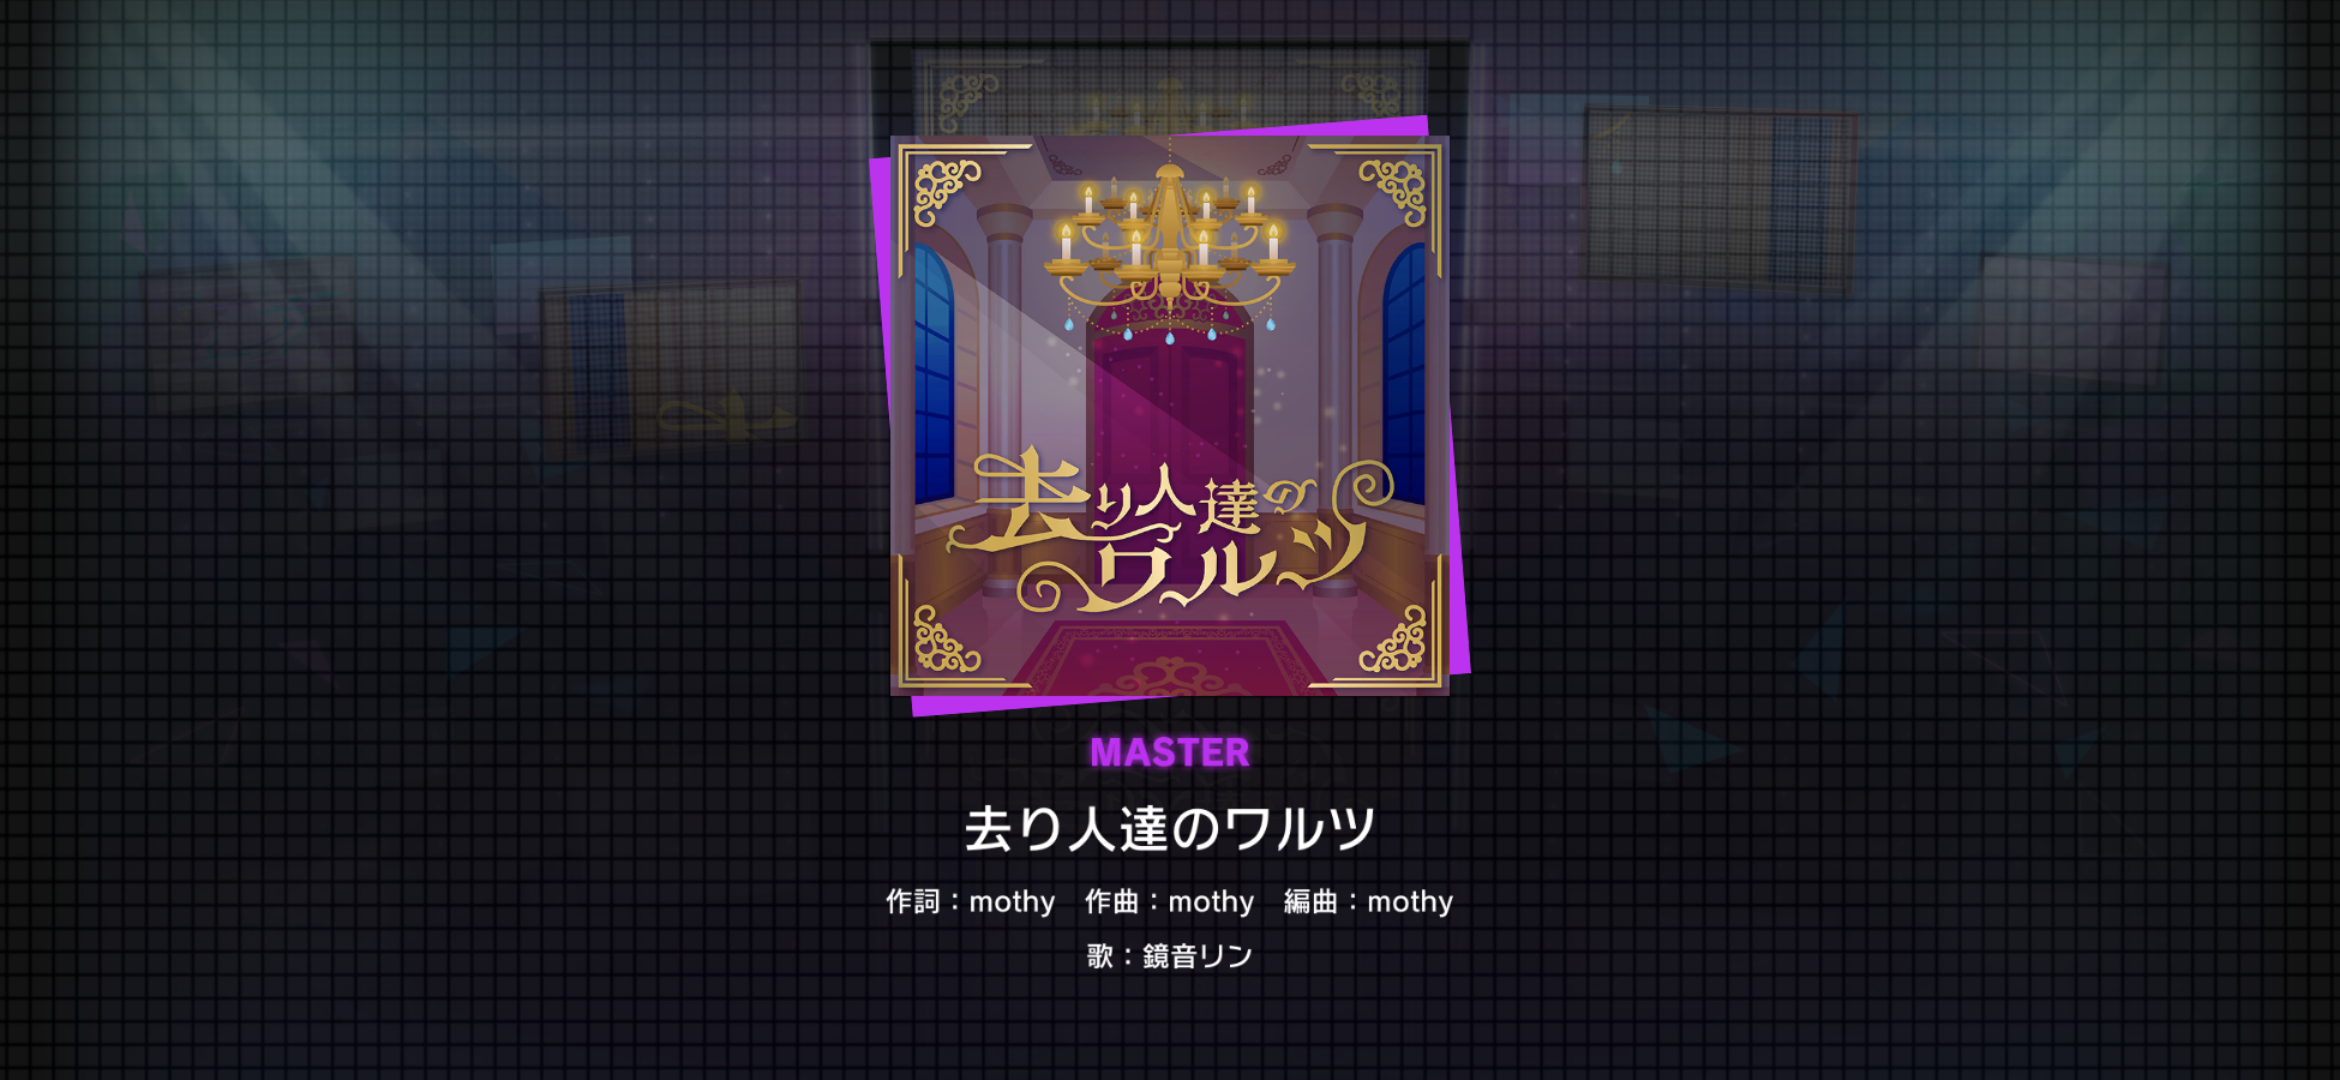 去り人達の
ワルツ
MASTER
去り人達のワルツ
作詞：mothy　作曲：mothy　編曲：mothy
歌：鏡音リン